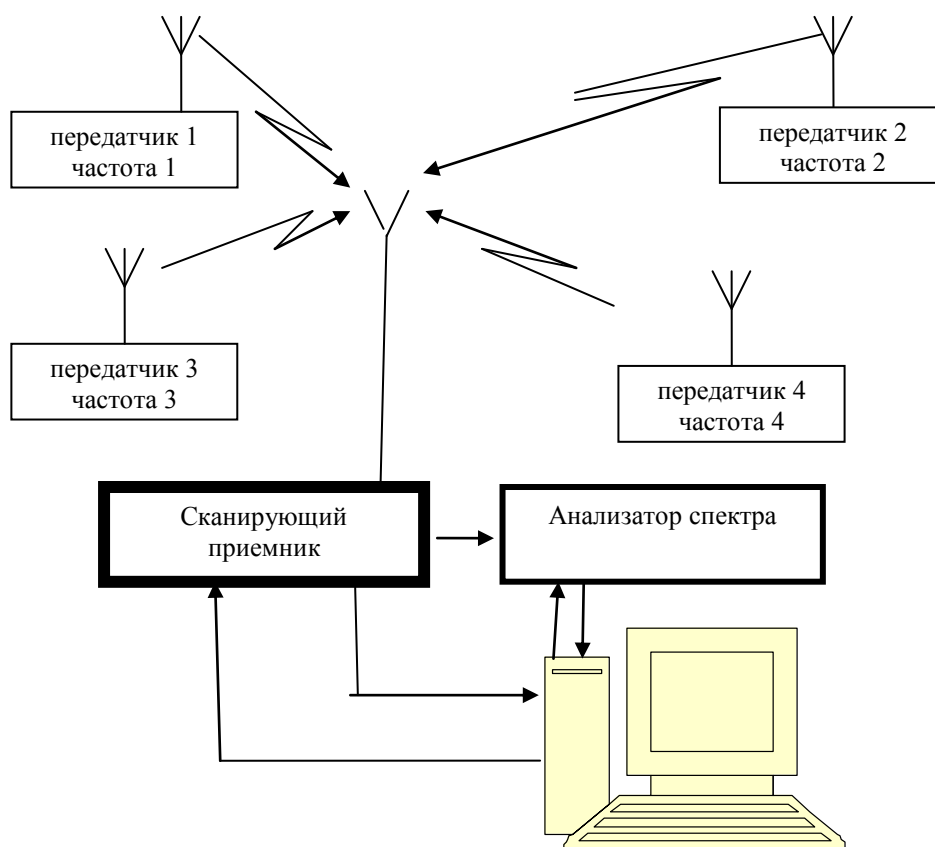 передатчик 1
частота 1
передатчик 2
частота 2
передатчик 3
частота 3
передатчик 4
частота 4
Сканирующий
приемник
Анализатор спектра